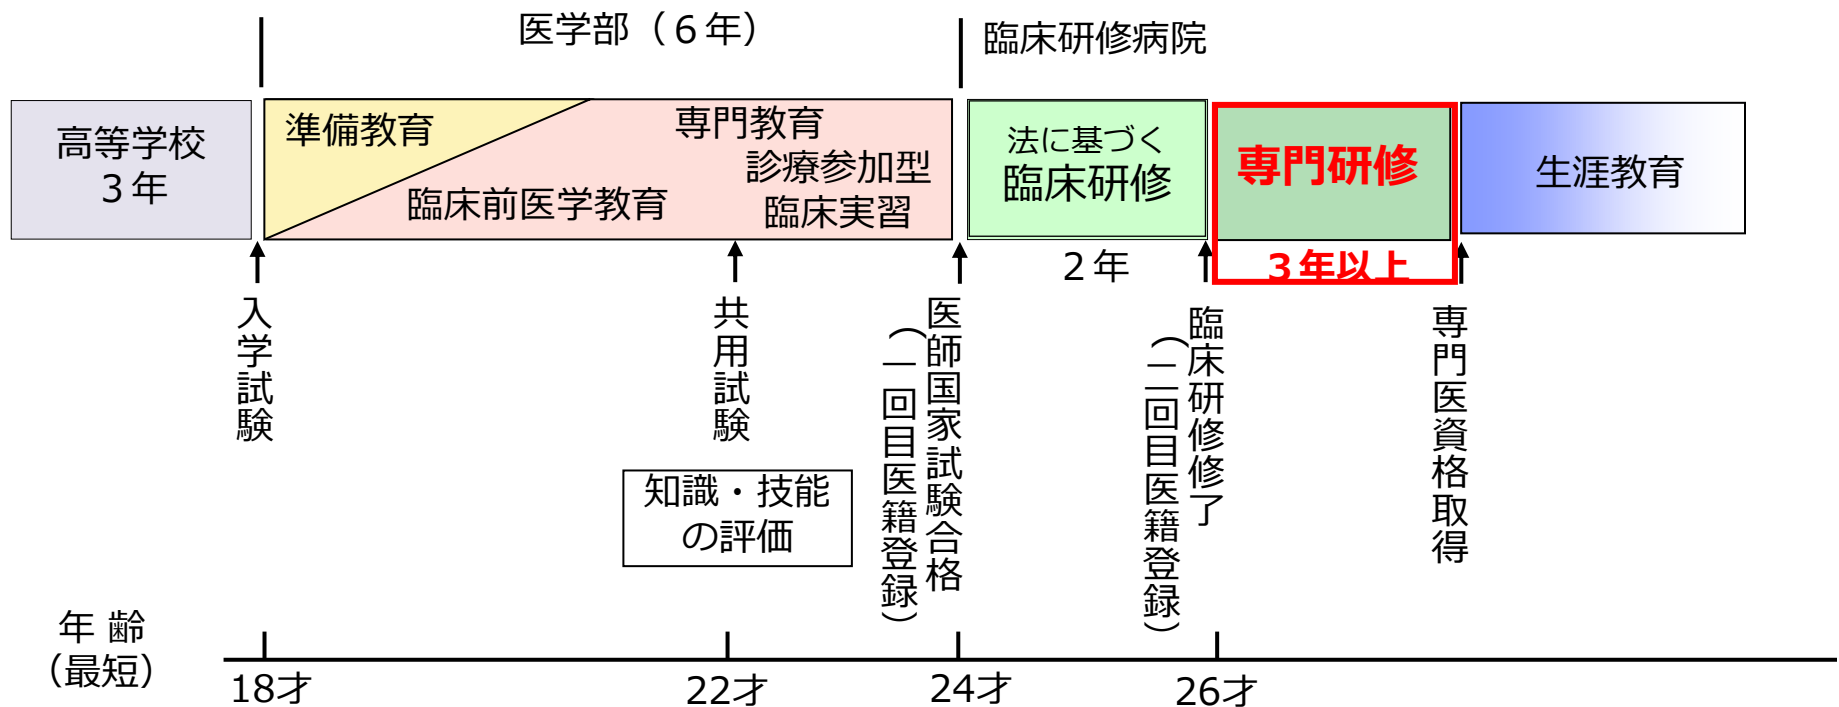 医学部（６年）
臨床研修病院
高等学校
３年
準備教育
臨床前医学教育
専門教育
診療参加型
臨床実習
法に基づく
臨床研修
２年
専門研修
３年以上
生涯教育
入学試験
共用試験
知識・技能
の評価
医師国家試験合格
（一回目医籍登録）
臨床研修修了
（二回目医籍登録）
専門医資格取得
年 齢
（最短）
18才
22才
24才
26才